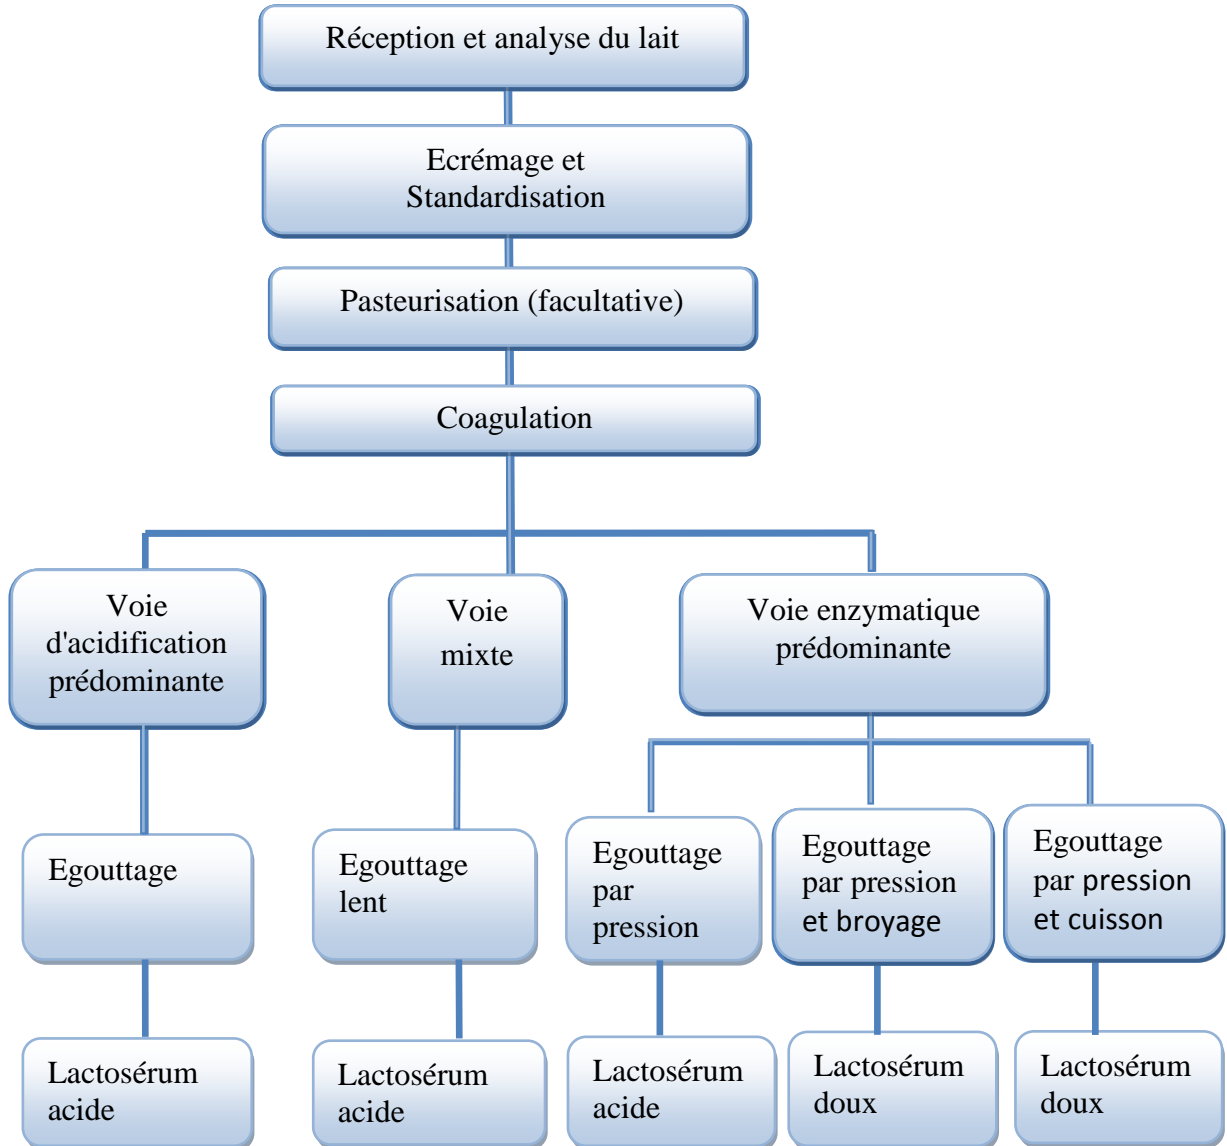 Réception et analyse du lait
Ecrémage et
Standardisation
Pasteurisation (facultative)
Coagulation
Voie
d'acidification
prédominante
Voie
mixte
Voie enzymatique
prédominante
Egouttage
Egouttage
lent
Egouttage
par
pression
Egouttage
par pression
et broyage
Egouttage
par pression
et cuisson
Lactosérum
acide
Lactosérum
acide
Lactosérum
acide
Lactosérum
doux
Lactosérum
doux